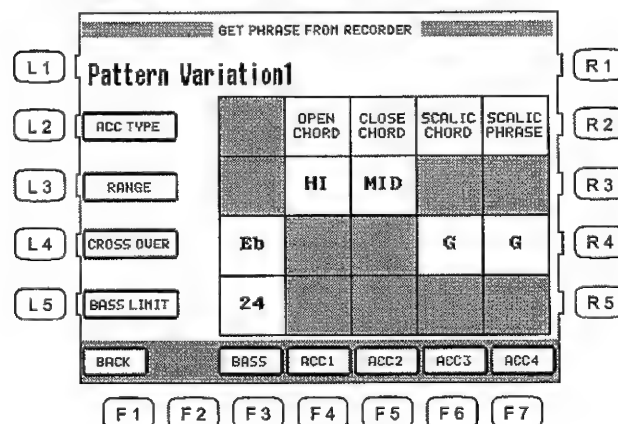 GET PHRASE FROM RECORDER
L1 Pattern Variation1 R1
L2 ACC TYPE OPEN CHORD CLOSE CHORD SCALIC CHORD SCALIC PHRASE R2
L3 RANGE HI MID R3
L4 CROSS OVER Eb G G R4
L5 BASS LIMIT 24 R5
BACK BASS ACC1 ACC2 ACC3 ACC4
F1 F2 F3 F4 F5 F6 F7